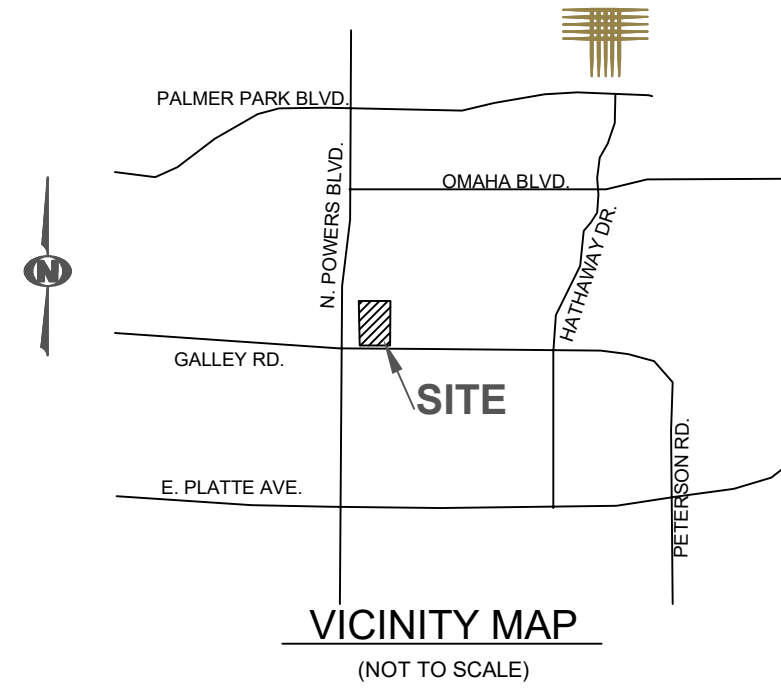 PALMER PARK BLVD.
OMAHA BLVD.
N. POWERS BLVD.
HATHAWAY DR.
N
GALLEY RD.
SITE
E. PLATTE AVE.
PETERSON RD.
VICINITY MAP
(NOT TO SCALE)